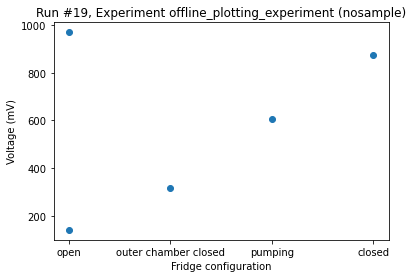 Run #19, Experiment offline_plotting_experiment (nosample)
1000
800
600
400
200
Voltage (mV)
open
outer chamber closed
pumping
closed
Fridge configuration